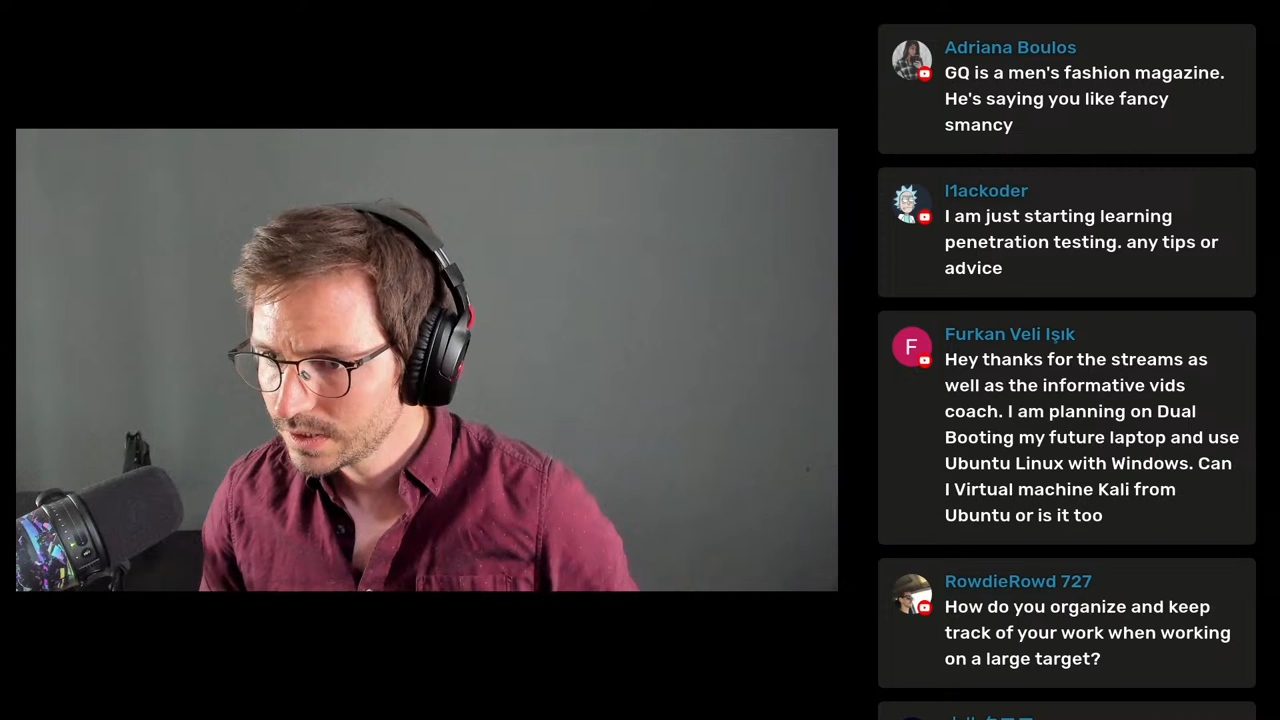 Adriana Boulos
GQ is a men's fashion magazine.
He's saying you like fancy
smancy
l1ackoder
I am just starting learning
penetration testing. any tips or
advice
F
Furkan Veli Işık
Hey thanks for the streams as
well as the informative vids
coach. I am planning on Dual
Booting my future laptop and use
Ubuntu Linux with Windows. Can
I Virtual machine Kali from
Ubuntu or is it too
RowdieRowd 727
How do you organize and keep
track of your work when working
on a large target?